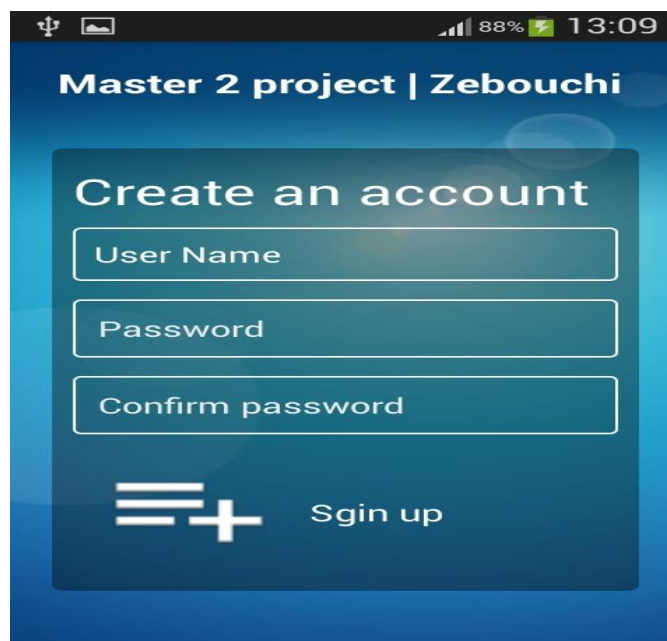 88% 13:09
Master 2 project | Zebouchi
Create an account
User Name
Password
Confirm password
Sgin up